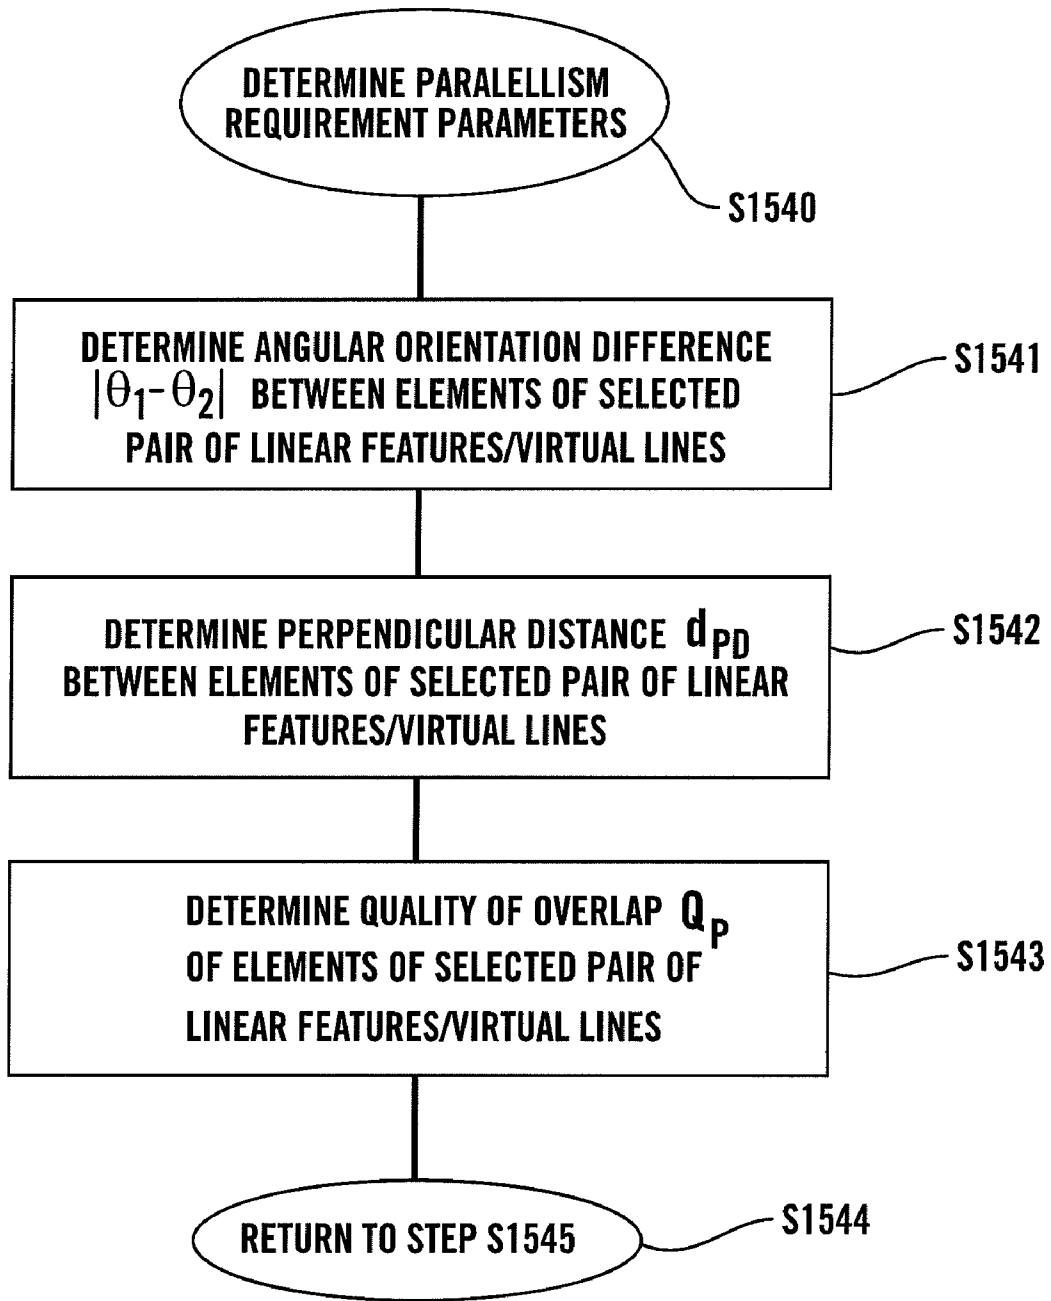 DETERMINE PARALELLISM
REQUIREMENT PARAMETERS
S1540
DETERMINE ANGULAR ORIENTATION DIFFERENCE
|θ1-θ2| BETWEEN ELEMENTS OF SELECTED
PAIR OF LINEAR FEATURES/VIRTUAL LINES
S1541
DETERMINE PERPENDICULAR DISTANCE dPD
BETWEEN ELEMENTS OF SELECTED PAIR OF LINEAR
FEATURES/VIRTUAL LINES
S1542
DETERMINE QUALITY OF OVERLAP QP
OF ELEMENTS OF SELECTED PAIR OF
LINEAR FEATURES/VIRTUAL LINES
S1543
RETURN TO STEP S1545
S1544